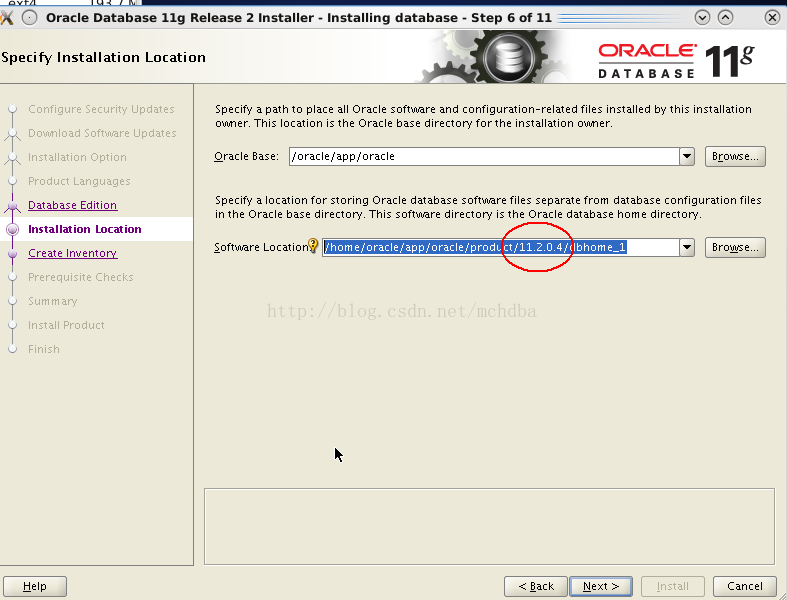 ext4 193.7 M
Oracle Database 11g Release 2 Installer - Installing database - Step 6 of 11
Specify Installation Location
ORACLE
DATABASE 11g
Configure Security Updates
Download Software Updates
Installation Option
Product Languages
Database Edition
Installation Location
Create Inventory
Prerequisite Checks
Summary
Install Product
Finish
Specify a path to place all Oracle software and configuration-related files installed by this installation
owner. This location is the Oracle base directory for the installation owner.
Oracle Base: /oracle/app/oracle Browse...
Specify a location for storing Oracle database software files separate from database configuration files
in the Oracle base directory. This software directory is the Oracle database home directory.
Software Location: /home/oracle/app/oracle/product/11.2.0.4/dbhome_1 Browse...
http://blog.csdn.net/mchdba
Help < Back Next > Install Cancel